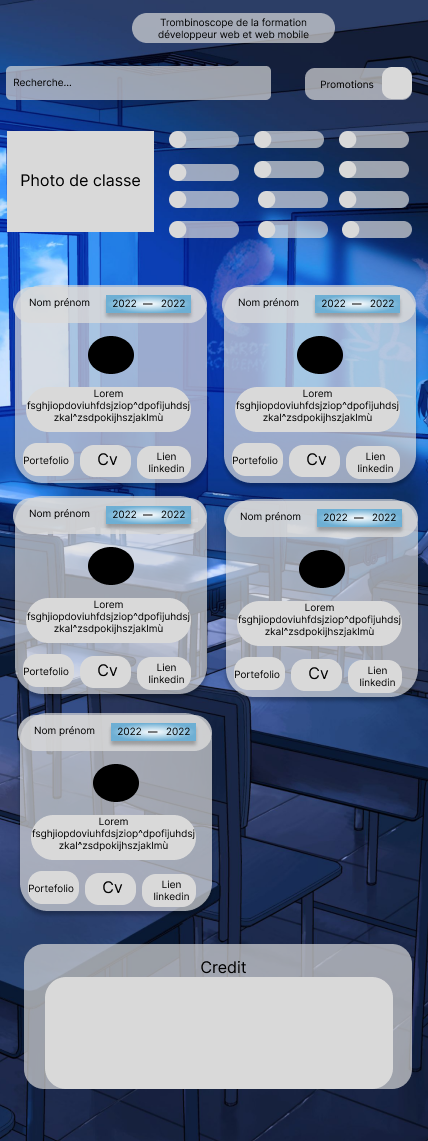 Trombinoscope de la formation
développeur web et web mobile
Recherche...
Promotions
Photo de classe
CARROT
ACADEMY
Nom prénom
2022 — 2022
Lorem
fsghjiopdoviuhfdsjziop^dpofijuhdsj
zkal^zsdpokijhszjaklmù
Portefolio
Cv
Lien
linkedin
Nom prénom
2022 — 2022
Lorem
fsghjiopdoviuhfdsjziop^dpofijuhdsj
zkal^zsdpokijhszjaklmù
Portefolio
Cv
Lien
linkedin
Nom prénom
2022 — 2022
Lorem
fsghjiopdoviuhfdsjziop^dpofijuhdsj
zkal^zsdpokijhszjaklmù
Portefolio
Cv
Lien
linkedin
Nom prénom
2022 — 2022
Lorem
fsghjiopdoviuhfdsjziop^dpofijuhdsj
zkal^zsdpokijhszjaklmù
Portefolio
Cv
Lien
linkedin
Nom prénom
2022 — 2022
Lorem
fsghjiopdoviuhfdsjziop^dpofijuhdsj
zkal^zsdpokijhszjaklmù
Portefolio
Cv
Lien
linkedin
Credit